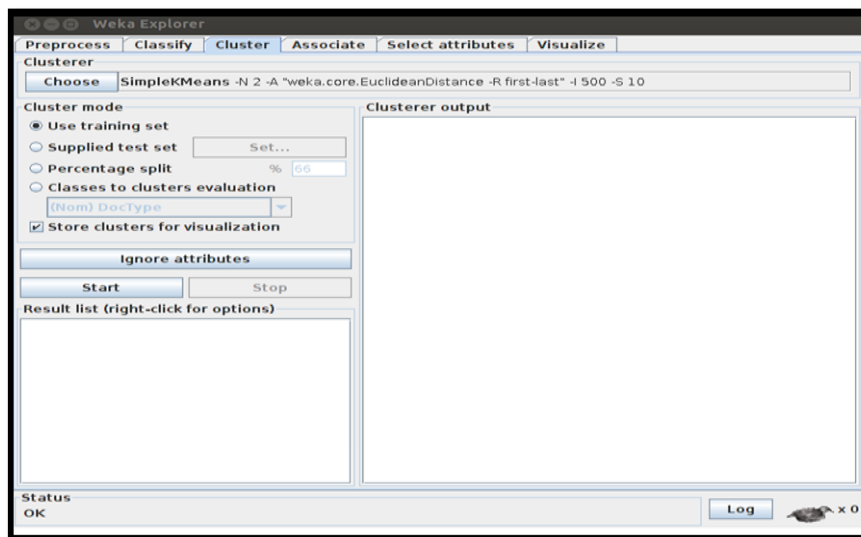 Weka Explorer
Preprocess Classify Cluster Associate Select attributes Visualize
Clusterer
Choose SimpleKMeans -N 2 -A "weka.core.EuclideanDistance -R first-last" -I 500 -S 10
Cluster mode
Use training set
Supplied test set Set...
Percentage split % 66
Classes to clusters evaluation
(Nom) DocType
Store clusters for visualization
Ignore attributes
Start Stop
Result list (right-click for options)
Clusterer output
Status
OK
Log x 0